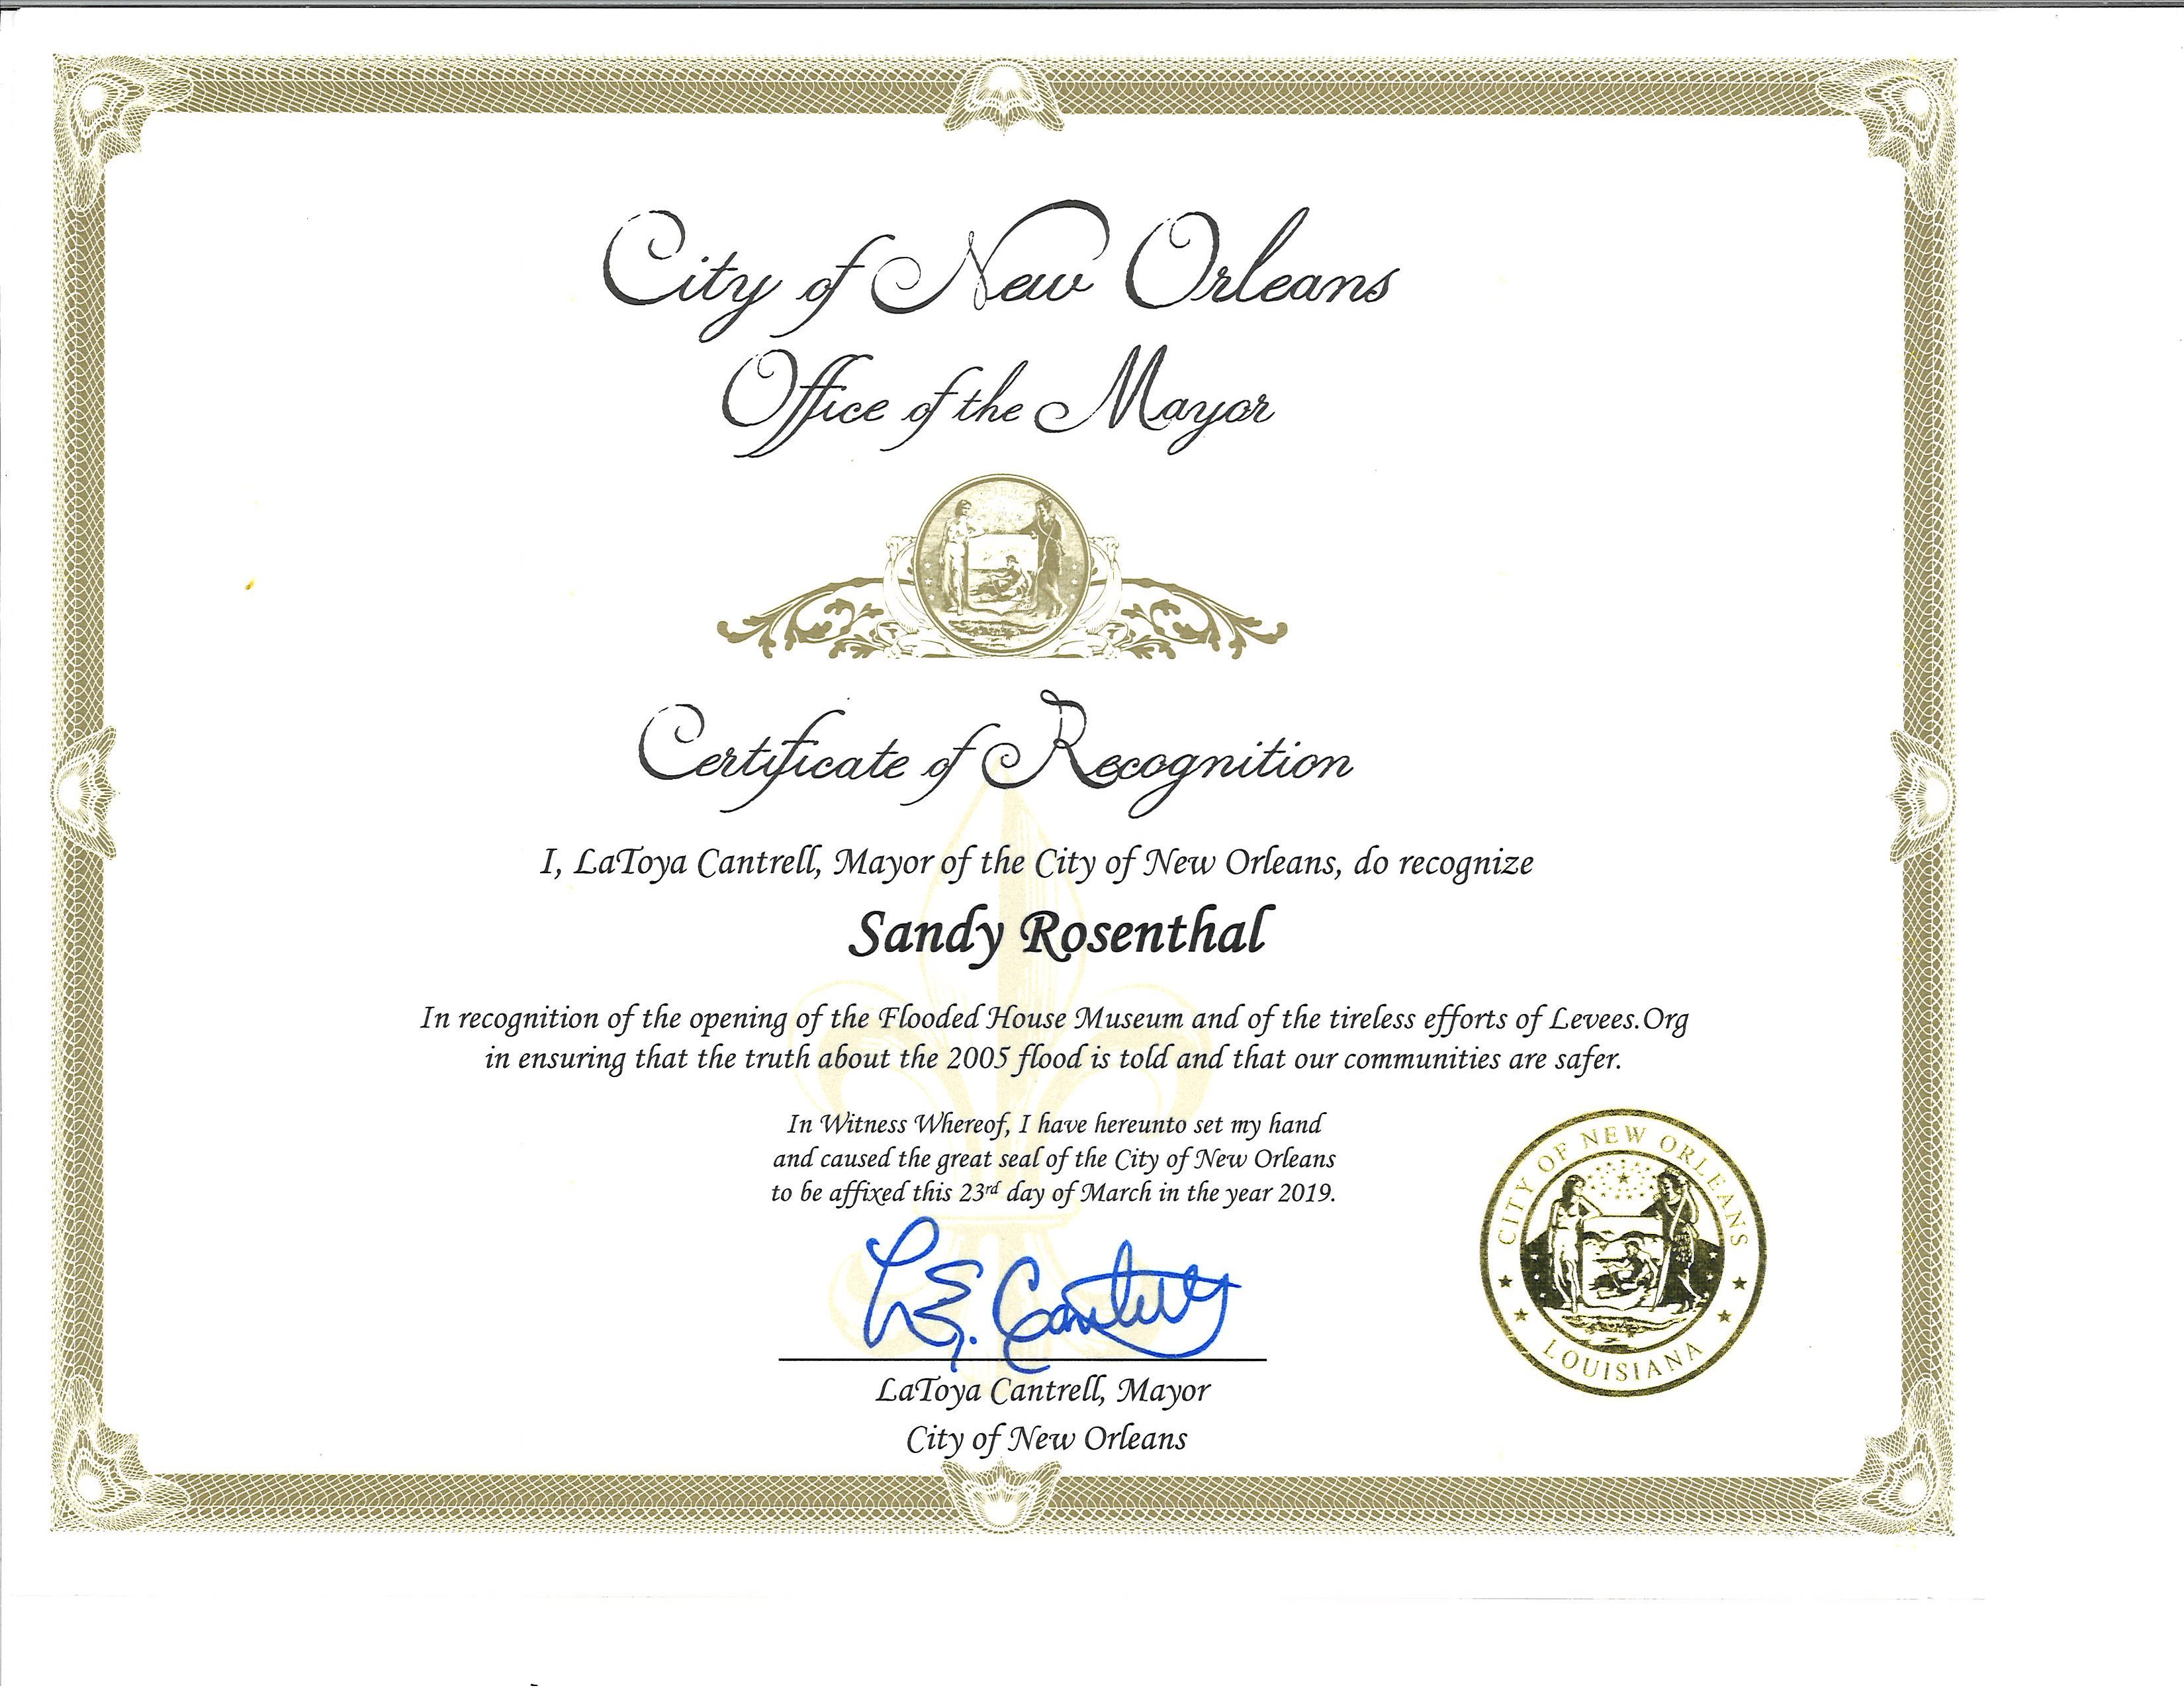 City of New Orleans
Office of the Mayor
Certificate of Recognition
I, LaToya Cantrell, Mayor of the City of New Orleans, do recognize
Sandy Rosenthal
In recognition of the opening of the Flooded House Museum and of the tireless efforts of Levees.Org
in ensuring that the truth about the 2005 flood is told and that our communities are safer.
In Witness Whereof, I have hereunto set my hand
and caused the great seal of the City of New Orleans
to be affixed this 23rd day of March in the year 2019.
L E. Cantrell
LaToya Cantrell, Mayor
City of New Orleans
CITY OF NEW ORLEANS
LOUISIANA